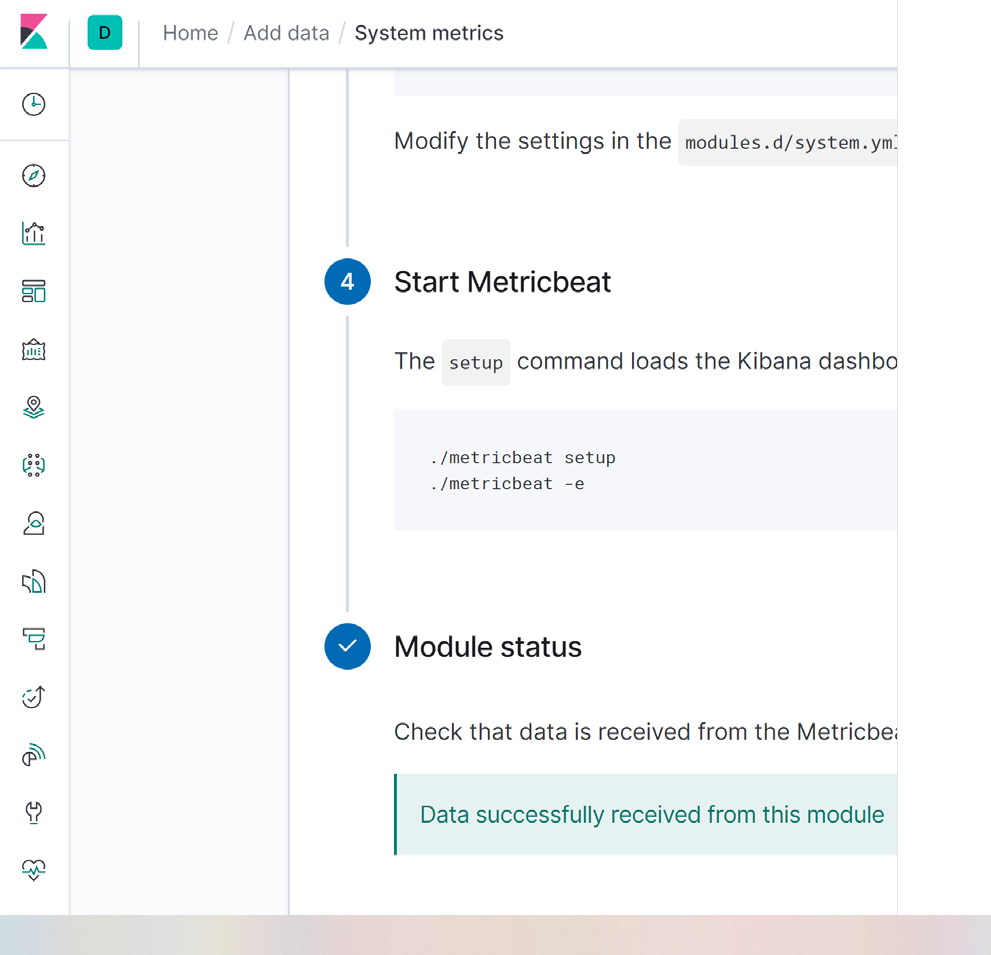 D
Home / Add data / System metrics
Modify the settings in the modules.d/system.yml
4 Start Metricbeat
The setup command loads the Kibana
./metricbeat setup
./metricbeat -e
Module status
Check that data is received from the
Data successfully received from this module